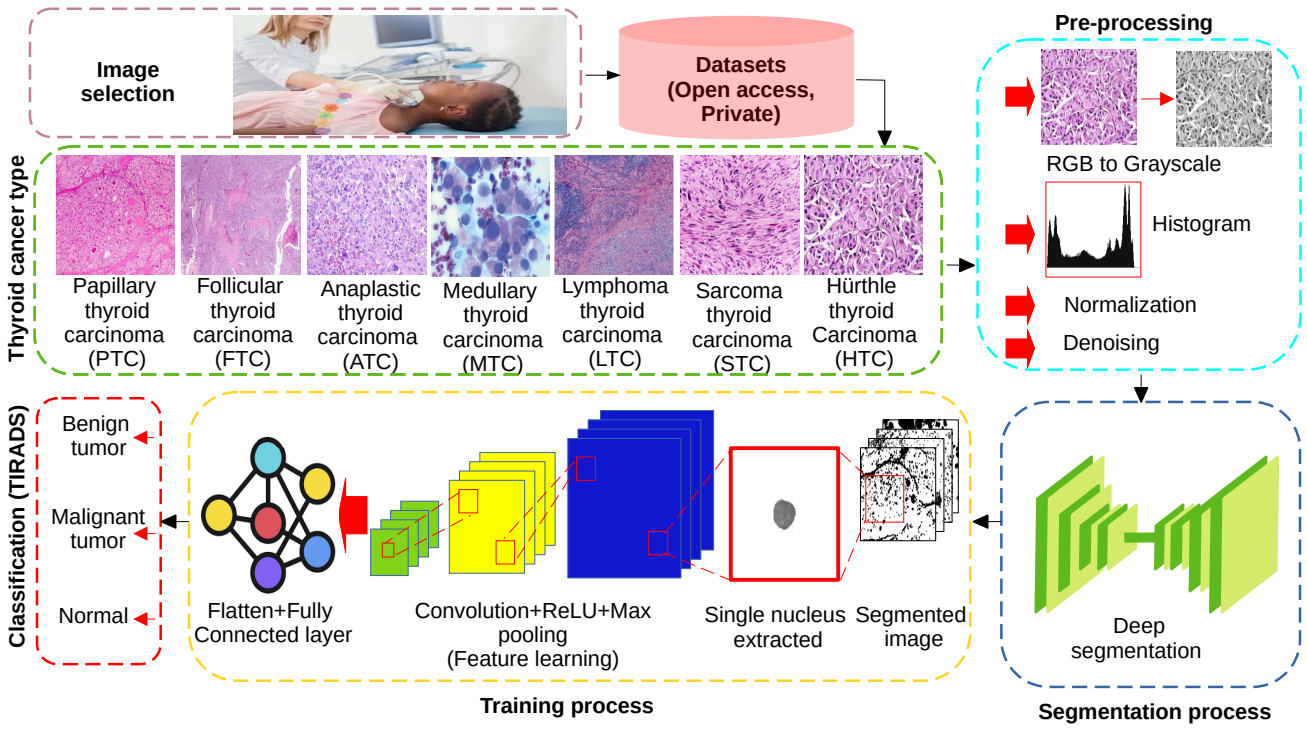 Image
selection
Datasets
(Open access,
Private)
Pre-processing
RGB to Grayscale
Histogram
Normalization
Denoising
Thyroid cancer type
Papillary
thyroid
carcinoma
(PTC)
Follicular
thyroid
carcinoma
(FTC)
Anaplastic
thyroid
carcinoma
(ATC)
Medullary
thyroid
carcinoma
(MTC)
Lymphoma
thyroid
carcinoma
(LTC)
Sarcoma
thyroid
carcinoma
(STC)
Hürthle
thyroid
Carcinoma
(HTC)
Classification (TIRADS)
Benign
tumor
Malignant
tumor
Normal
Flatten+Fully
Connected layer
Convolution+ReLU+Max
pooling
(Feature learning)
Single nucleus
extracted
Segmented
image
Training process
Deep
segmentation
Segmentation process